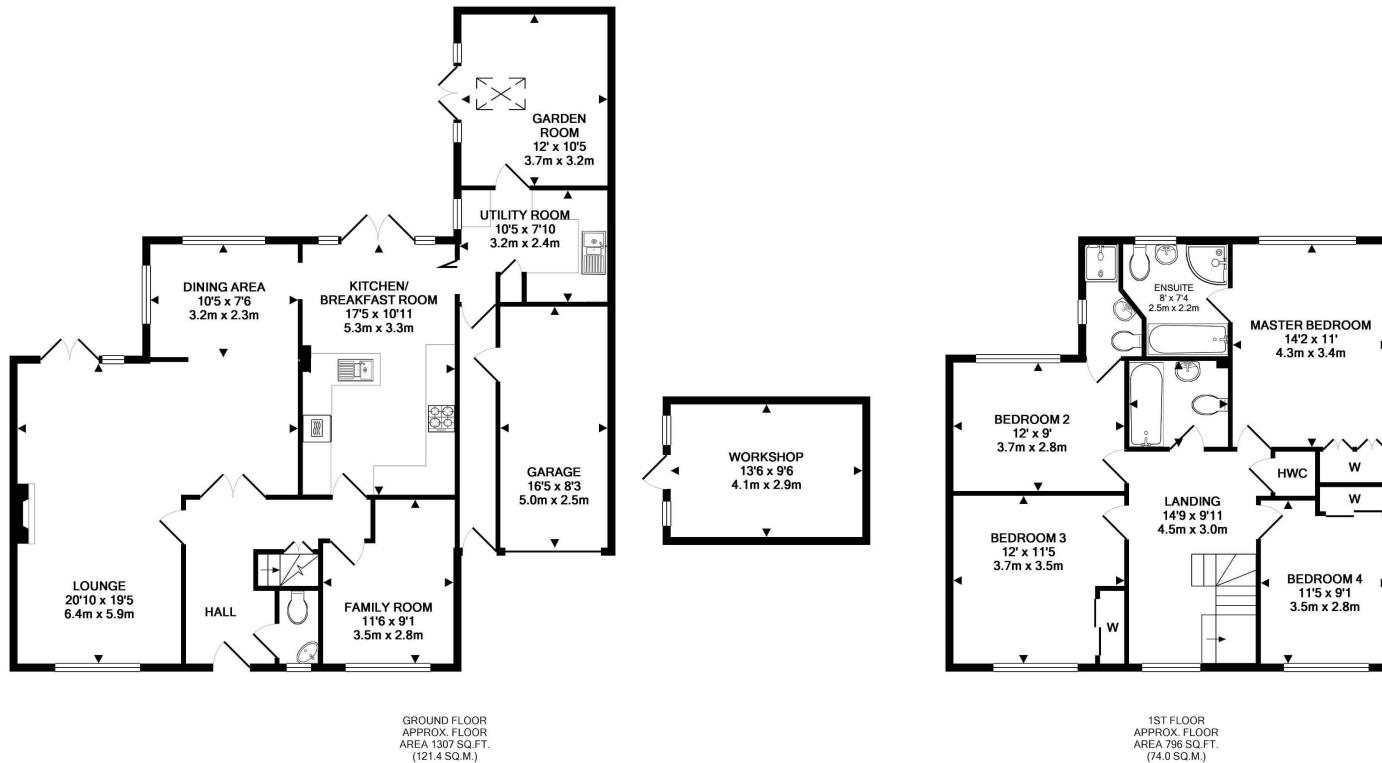 GARDEN
ROOM
12' x 10'5
3.7m x 3.2m
UTILITY ROOM
10'5 x 7'10
3.2m x 2.4m
DINING AREA
10'5 x 7'6
3.2m x 2.3m
KITCHEN/
BREAKFAST ROOM
17'5 x 10'11
5.3m x 3.3m
GARAGE
16'5 x 8'3
5.0m x 2.5m
LOUNGE
20'10 x 19'5
6.4m x 5.9m
HALL
FAMILY ROOM
11'6 x 9'1
3.5m x 2.8m
WORKSHOP
13'6 x 9'6
4.1m x 2.9m
GROUND FLOOR
APPROX. FLOOR
AREA 1307 SQ.FT.
(121.4 SQ.M.)
ENSUITE
8' x 7'4
2.5m x 2.2m
MASTER BEDROOM
14'2 x 11'
4.3m x 3.4m
BEDROOM 2
12' x 9'
3.7m x 2.8m
HWC
W
W
LANDING
14'9 x 9'11
4.5m x 3.0m
BEDROOM 3
12' x 11'5
3.7m x 3.5m
W
BEDROOM 4
11'5 x 9'1
3.5m x 2.8m
1ST FLOOR
APPROX. FLOOR
AREA 796 SQ.FT.
(74.0 SQ.M.)